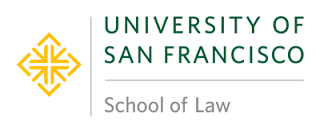 UNIVERSITY OF
SAN FRANCISCO
School of Law